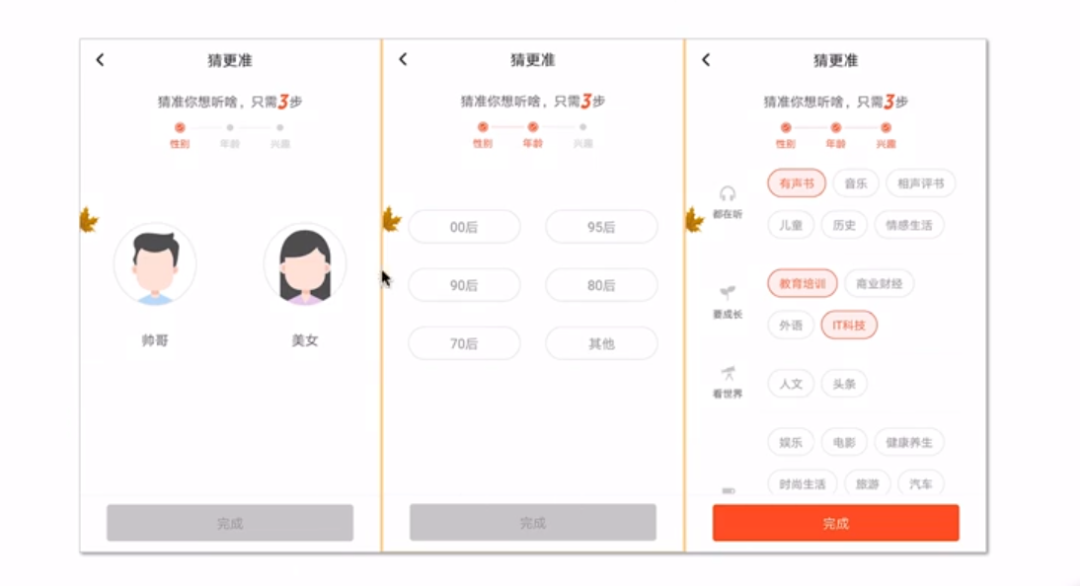 猜更准
猜准你想听啥，只需3步
性别 年龄 兴趣
帅哥 美女
完成
猜更准
猜准你想听啥，只需3步
性别 年龄 兴趣
00后 95后
90后 80后
70后 其他
完成
猜更准
猜准你想听啥，只需3步
性别 年龄 兴趣
都在听
有声书 音乐 相声评书
儿童 历史 情感生活
要成长
教育培训 商业财经
外语 IT科技
看世界
人文 头条
娱乐 电影 健康养生
时尚生活 旅游 汽车
完成